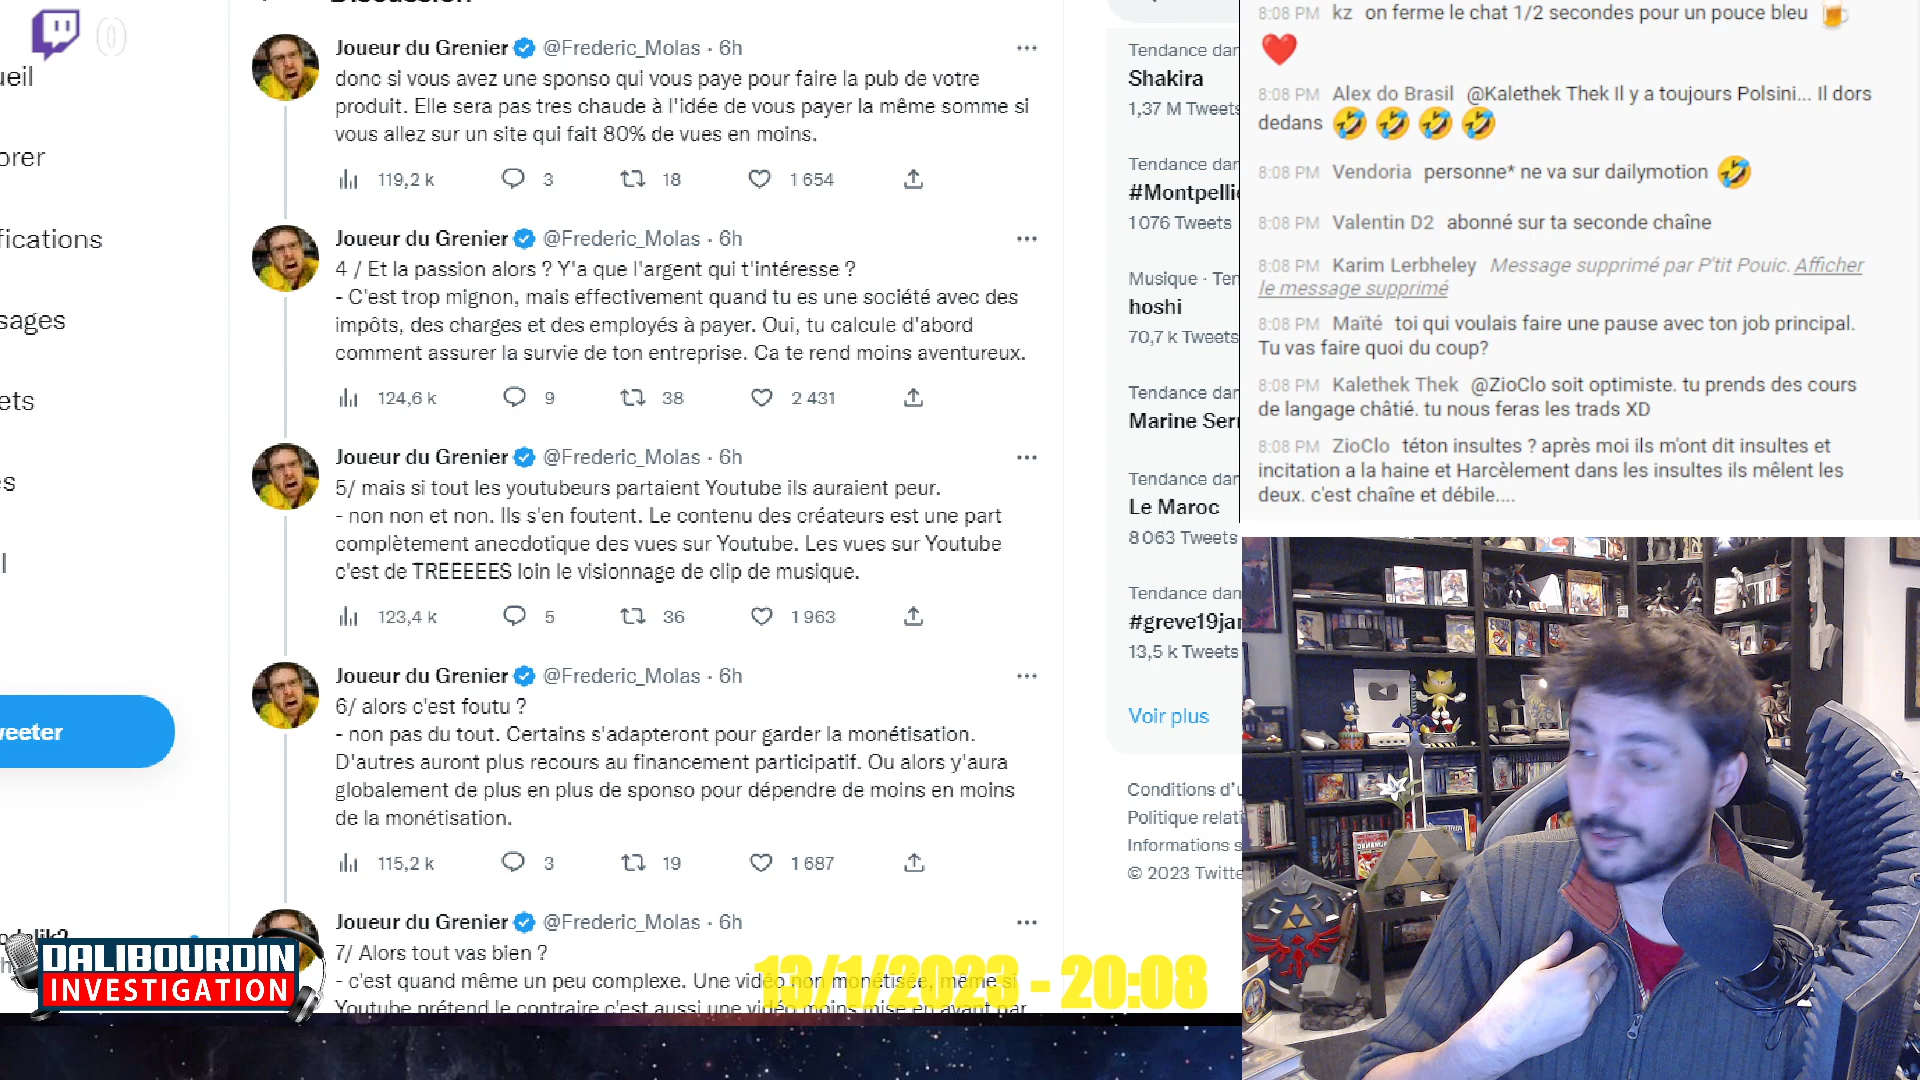 0
Discussion
ueil
orer
fications
sages
ets
s
l
weeter
Joueur du Grenier @Frederic_Molas · 6h
donc si vous avez une sponso qui vous paye pour faire la pub de votre
produit. Elle sera pas tres chaude à l'idée de vous payer la même somme si
vous allez sur un site qui fait 80% de vues en moins.
119,2 k 3 18 1 654
Joueur du Grenier @Frederic_Molas · 6h
4 / Et la passion alors ? Y'a que l'argent qui t'intéresse ?
- C'est trop mignon, mais effectivement quand tu es une société avec des
impôts, des charges et des employés à payer. Oui, tu calcule d'abord
comment assurer la survie de ton entreprise. Ca te rend moins aventureux.
124,6 k 9 38 2 431
Joueur du Grenier @Frederic_Molas · 6h
5/ mais si tout les youtubeurs partaient Youtube ils auraient peur.
- non non et non. Ils s'en foutent. Le contenu des créateurs est une part
complètement anecdotique des vues sur Youtube. Les vues sur Youtube
c'est de TREEEEES loin le visionnage de clip de musique.
123,4 k 5 36 1 963
Joueur du Grenier @Frederic_Molas · 6h
6/ alors c'est foutu ?
- non pas du tout. Certains s'adapteront pour garder la monétisation.
D'autres auront plus recours au financement participatif. Ou alors y'aura
globalement de plus en plus de sponso pour dépendre de moins en moins
de la monétisation.
115,2 k 3 19 1 687
Joueur du Grenier @Frederic_Molas · 6h
7/ Alors tout vas bien ?
- c'est quand même un peu complexe. Une vidéo non monétisée, même si
Youtube prétend le contraire c'est aussi une vidéo moins mise en avant par
DALIBOURDIN
INVESTIGATION
13/1/2023 - 20:08
Tendance dan
Shakira
1,37 M Tweets
Tendance dan
#Montpellie
1 076 Tweets
Musique · Ten
hoshi
70,7 k Tweets
Tendance dan
Marine Serr
Tendance dan
Le Maroc
8 063 Tweets
Tendance dan
#greve19jan
13,5 k Tweets
Voir plus
Conditions d'u
Politique relati
Informations s
© 2023 Twitte
8:08 PM kz on ferme le chat 1/2 secondes pour un pouce bleu
8:08 PM Alex do Brasil @Kalethek Thek Il y a toujours Polsini... Il dors
dedans
8:08 PM Vendoria personne* ne va sur dailymotion
8:08 PM Valentin D2 abonné sur ta seconde chaîne
8:08 PM Karim Lerbheley Message supprimé par P'tit Pouic. Afficher
le message supprimé
8:08 PM Maïté toi qui voulais faire une pause avec ton job principal.
Tu vas faire quoi du coup?
8:08 PM Kalethek Thek @ZioClo soit optimiste. tu prends des cours
de langage châtié. tu nous feras les trads XD
8:08 PM ZioClo téton insultes ? après moi ils m'ont dit insultes et
incitation a la haine et Harcèlement dans les insultes ils mêlent les
deux. c'est chaîne et débile....